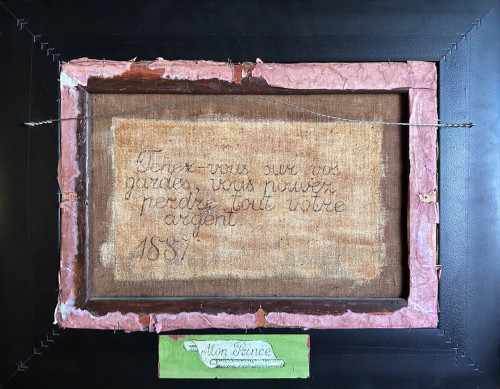 Tenez-vous sur vos
gardes, vous pouvez
perdre tout votre
argent.
1887
Mon Prince